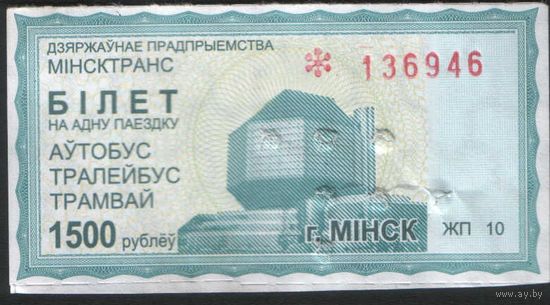 ДЗЯРЖАЎНАЕ ПРАДПРЫЕМСТВА
МІНСКТРАНС
* 136946
БІЛЕТ
НА АДНУ ПАЕЗДКУ
АЎТОБУС
ТРАЛЕЙБУС
ТРАМВАЙ
1500 рублёў
г. МІНСК
ЖП 10
www.ay.by